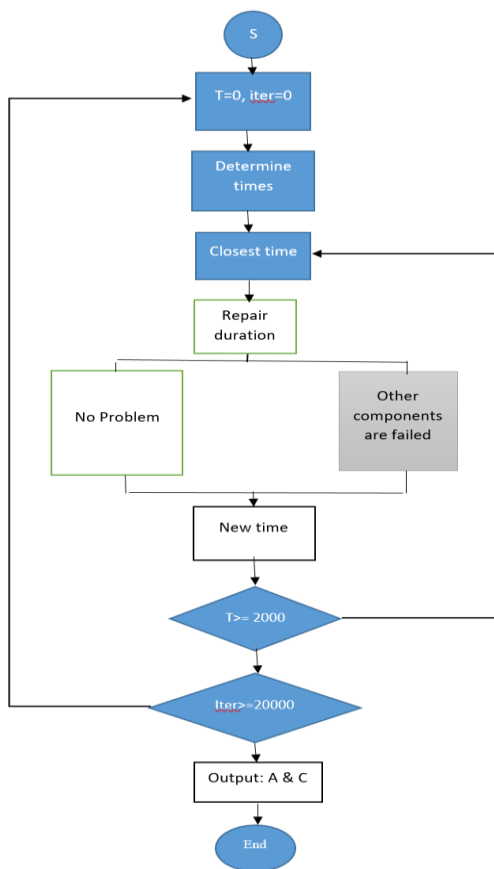 S
T=0, iter=0
Determine
times
Closest time
Repair
duration
No Problem
Other
components
are failed
New time
T>= 2000
Iter>=20000
Output: A & C
End